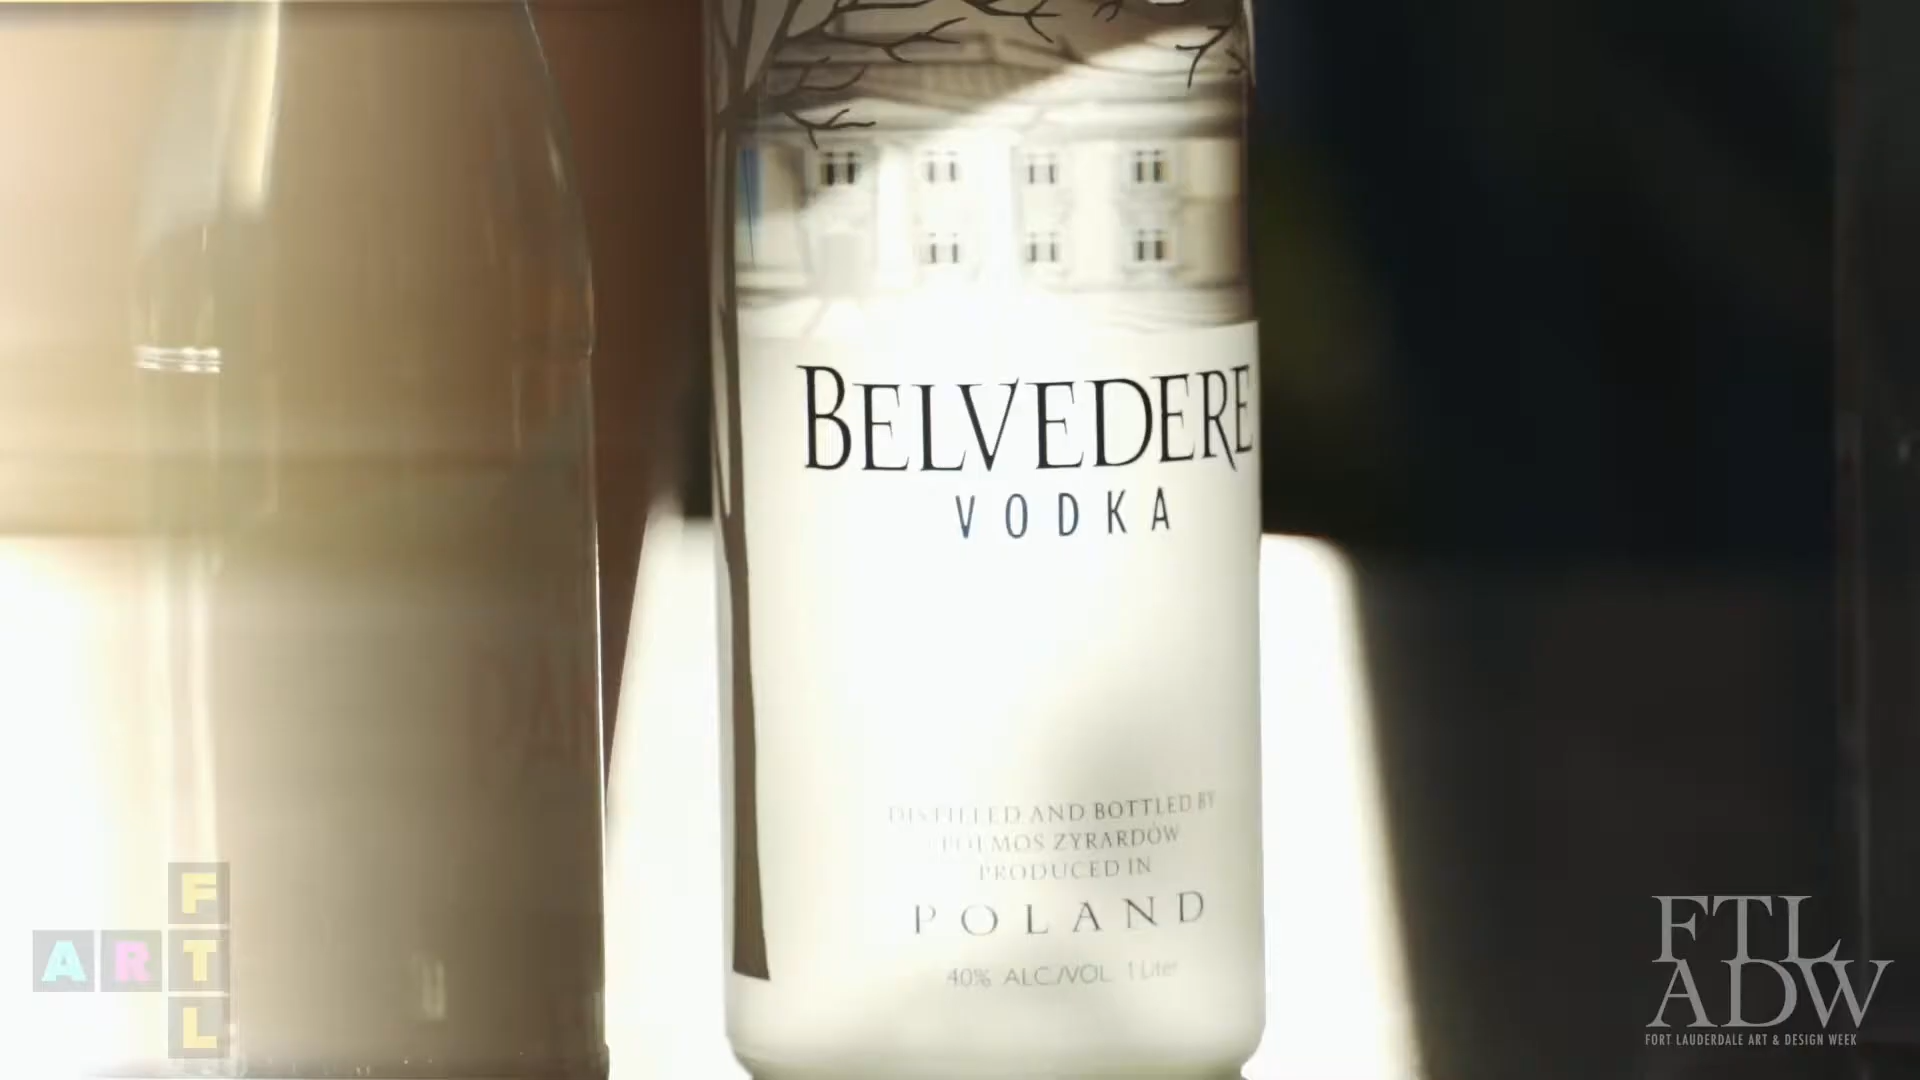 BELVEDERE
VODKA
DISTILLED AND BOTTLED BY
POLMOS ZYRARDÓW
PRODUCED IN
POLAND
40% ALC./VOL. 1 Liter
ART
FTL
FTL
ADW
FORT LAUDERDALE ART & DESIGN WEEK